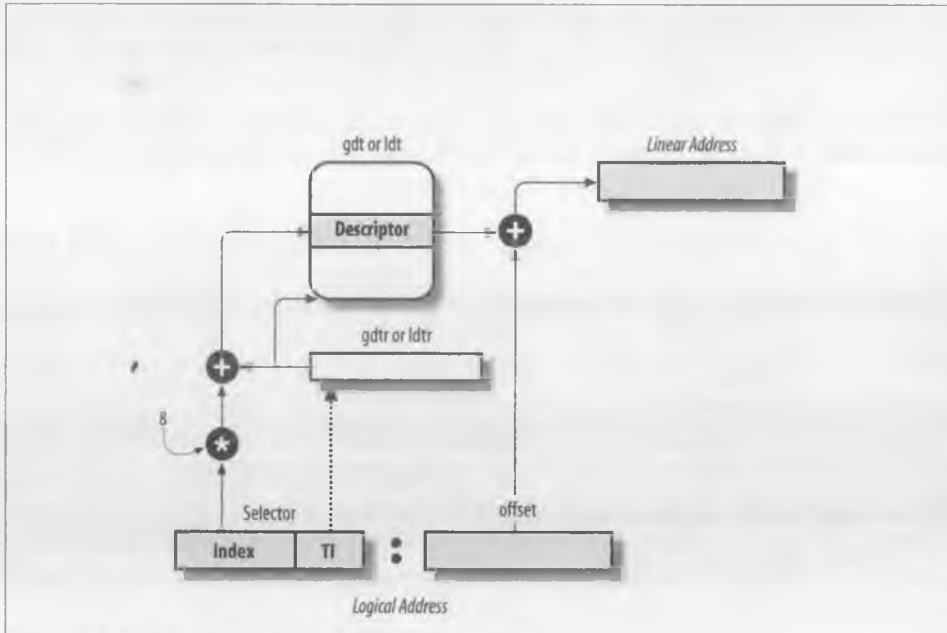 gdt or ldt
Linear Address
Descriptor
+
gdtr or ldtr
+
8
*
Selector
offset
Index
TI
:
Logical Address